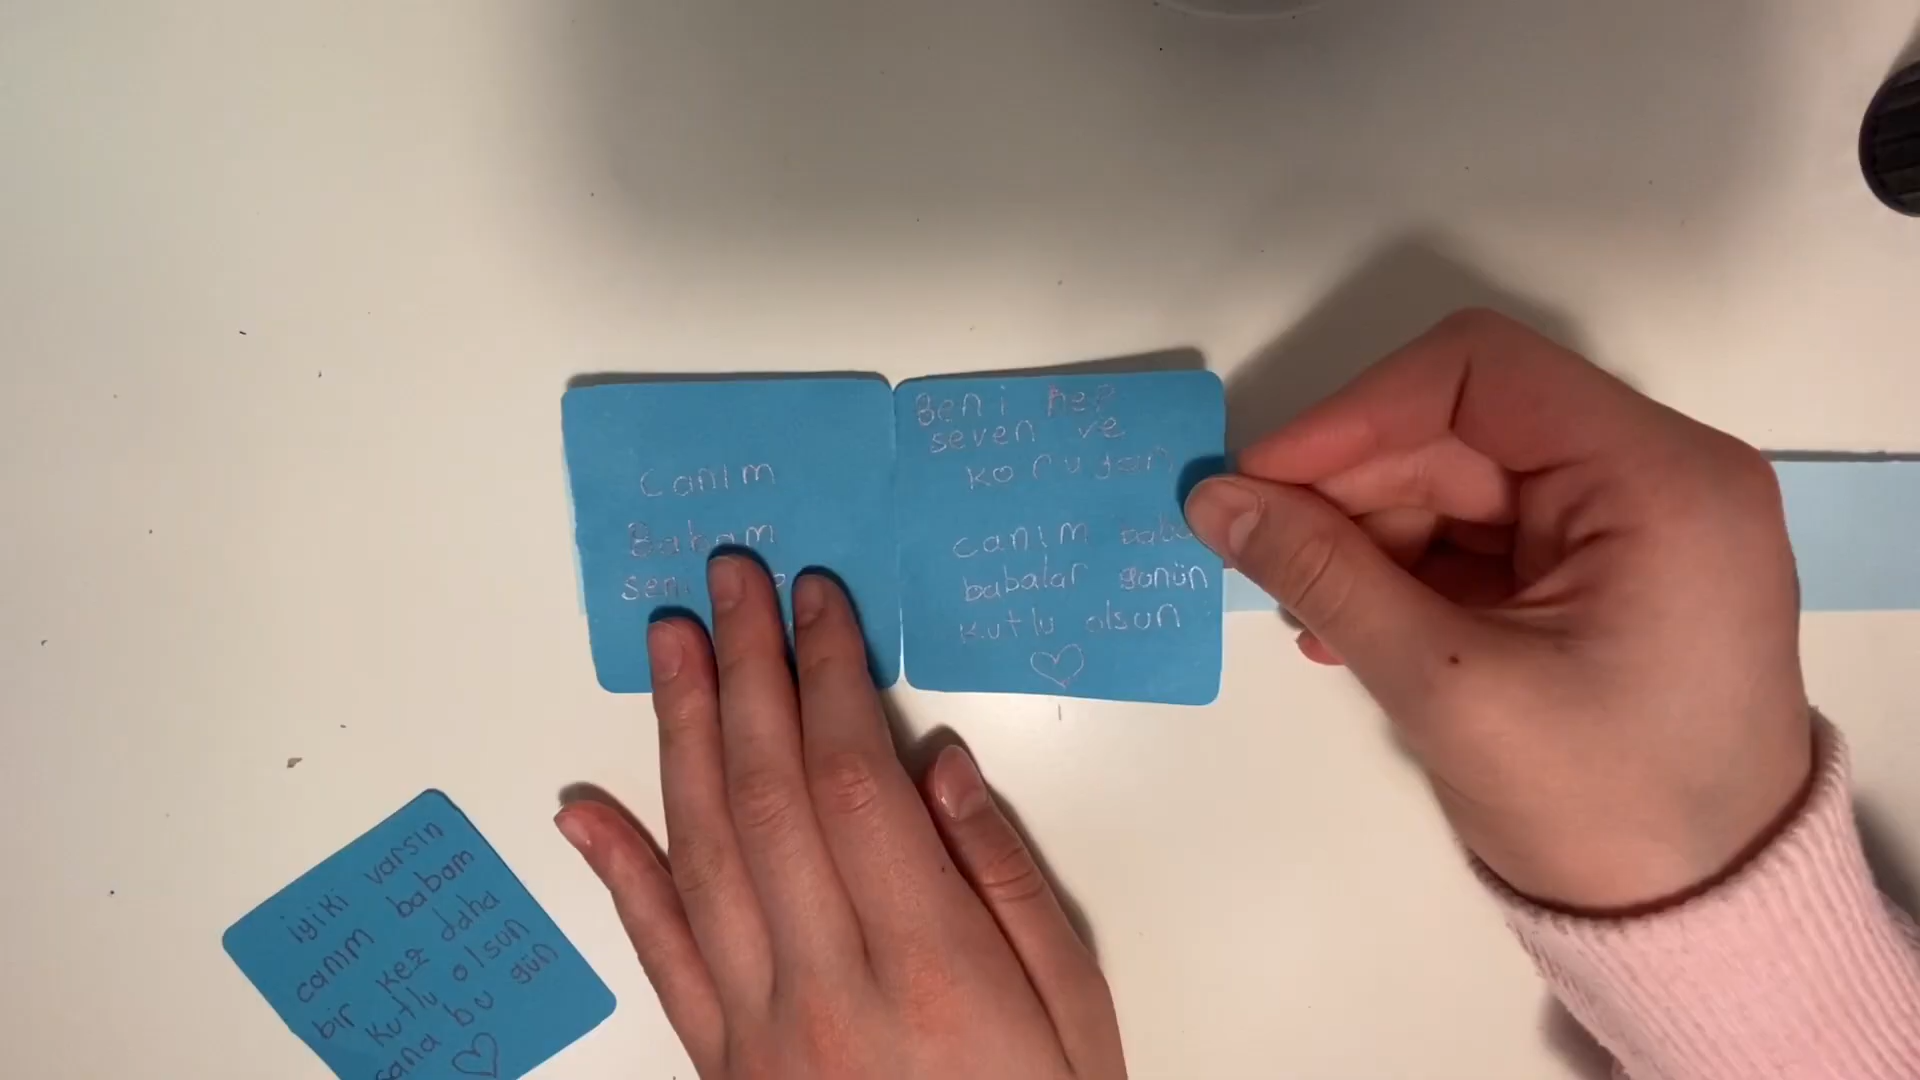 canım
Babam
Beni hep
seven ve
koruyan
canım
babalar günün
kutlu olsun
iyiki varsın
canım babam
bir kez daha
kutlu olsun
sana bu gün